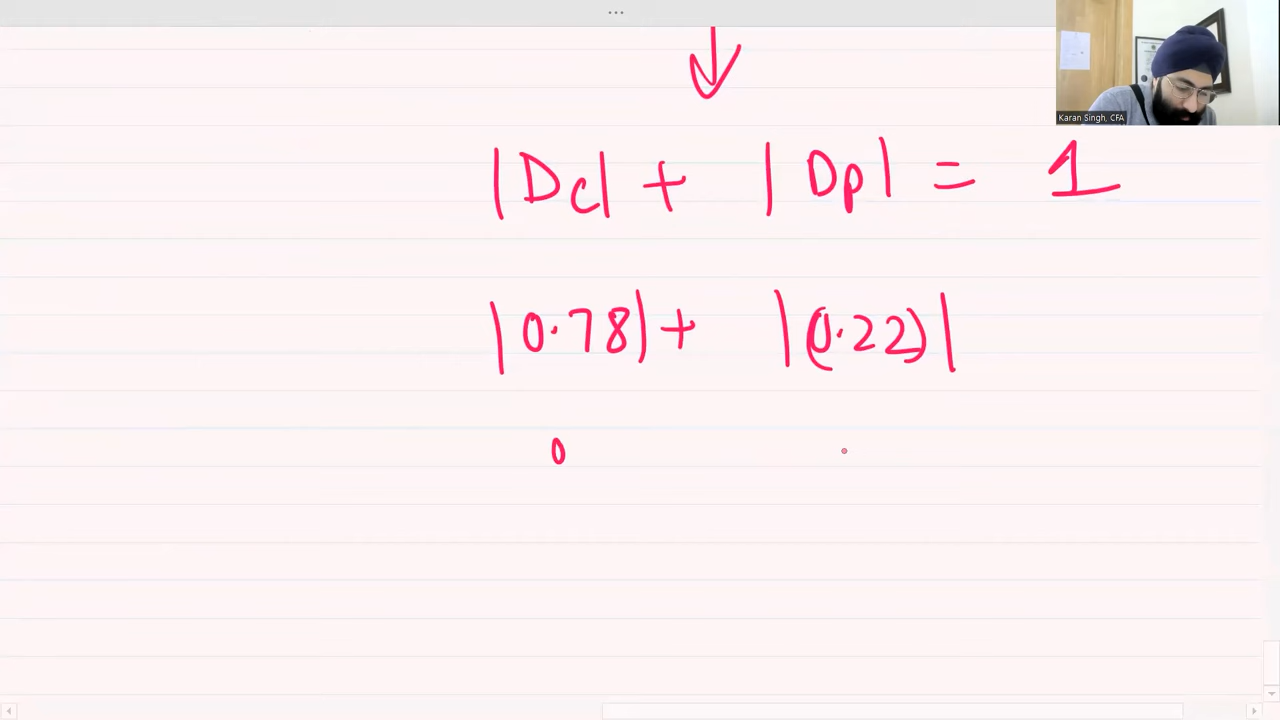 Karan Singh, CFA
|Dc| + |Dp| = 1
|0.78| + |(0.22)|
0